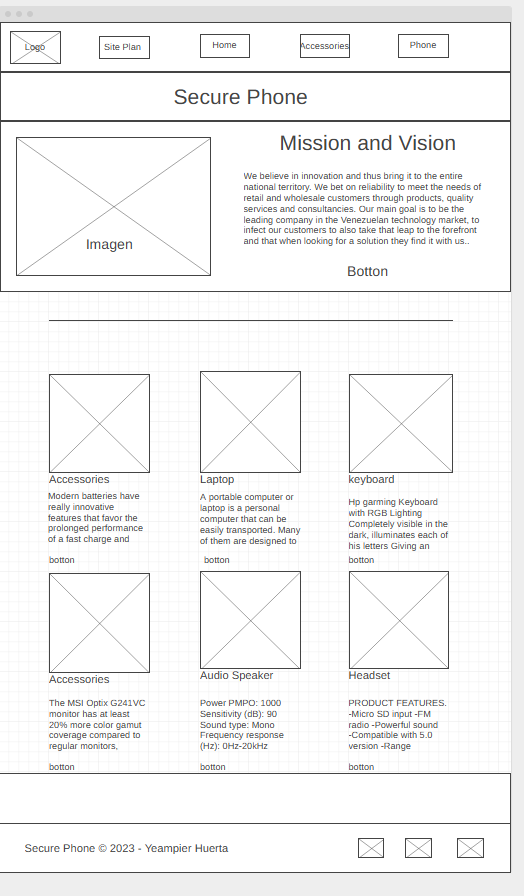 Logo
Site Plan
Home
Accessories
Phone
Secure Phone
Mission and Vision
We believe in innovation and thus bring it to the entire
national territory. We bet on reliability to meet the needs of
retail and wholesale customers through products, quality
services and consultancies. Our main goal is to be the
leading company in the Venezuelan technology market, to
infect our customers to also take that leap to the forefront
and that when looking for a solution they find it with us..
Imagen
Botton
Accessories
Modern batteries have
really innovative
features that favor the
prolonged performance
of a fast charge and
botton
Laptop
A portable computer or
laptop is a personal
computer that can be
easily transported. Many
of them are designed to
botton
keyboard
Hp garming Keyboard
with RGB Lighting
Completely visible in the
dark, illuminates each of
his letters Giving an
botton
Accessories
The MSI Optix G241VC
monitor has at least
20% more color gamut
coverage compared to
regular monitors,
botton
Audio Speaker
Power PMPO: 1000
Sensitivity (dB): 90
Sound type: Mono
Frequency response
(Hz): 0Hz-20kHz
botton
Headset
PRODUCT FEATURES.
-Micro SD input -FM
radio -Powerful sound
-Compatible with 5.0
version -Range
botton
Secure Phone © 2023 - Yeampier Huerta